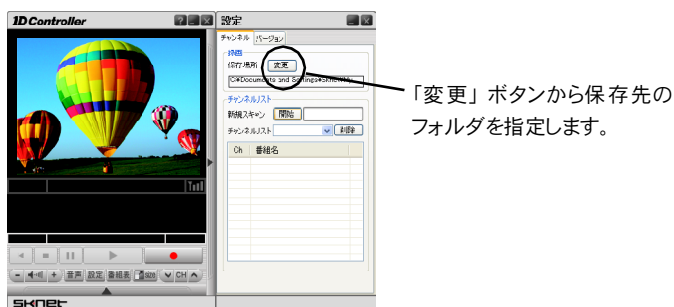 1D Controller
設定
チャンネル バージョン
録画
保存場所 変更
チャンネルリスト
新規スキャン 開始
チャンネルリスト 削除
Ch 番組名
音声 設定 番組表 SIZE CH
SKNET
「変更」ボタンから保存先の
フォルダを指定します。